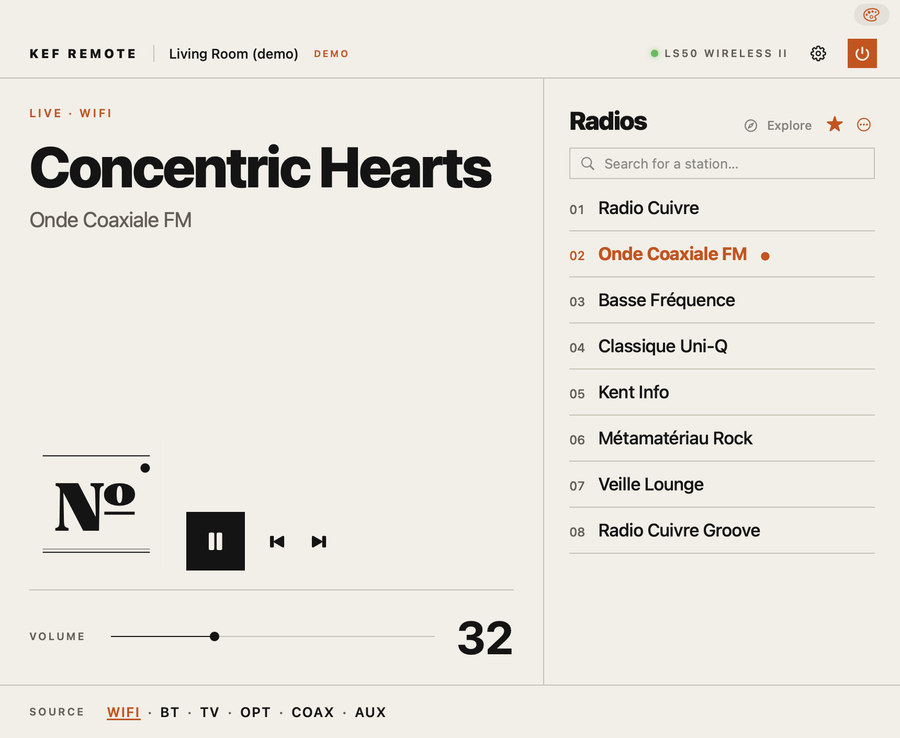 KEF REMOTE
Living Room (demo)
DEMO
LS50 WIRELESS II
LIVE · WIFI
Concentric Hearts
Onde Coaxiale FM
Nº
VOLUME
32
Radios
Explore
Search for a station...
01 Radio Cuivre
02 Onde Coaxiale FM
03 Basse Fréquence
04 Classique Uni-Q
05 Kent Info
06 Métamatériau Rock
07 Veille Lounge
08 Radio Cuivre Groove
SOURCE WIFI · BT · TV · OPT · COAX · AUX